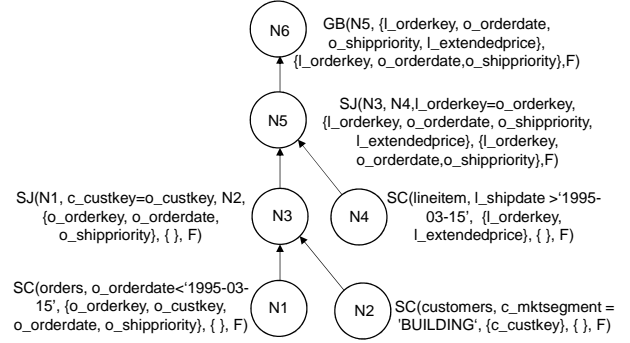 N6
GB(N5, {l_orderkey, o_orderdate,
o_shippriority, l_extendedprice},
{l_orderkey, o_orderdate,o_shippriority},F)
N5
SJ(N3, N4,l_orderkey=o_orderkey,
{l_orderkey, o_orderdate, o_shippriority,
l_extendedprice}, {l_orderkey,
o_orderdate,o_shippriority},F)
SJ(N1, c_custkey=o_custkey, N2,
{o_orderkey, o_orderdate,
o_shippriority}, { }, F)
N3
N4
SC(lineitem, l_shipdate >‘1995-
03-15’, {l_orderkey,
l_extendedprice}, { }, F)
SC(orders, o_orderdate<‘1995-03-
15’, {o_orderkey, o_custkey,
o_orderdate, o_shippriority}, { }, F)
N1
N2
SC(customers, c_mktsegment =
'BUILDING‘, {c_custkey}, { }, F)